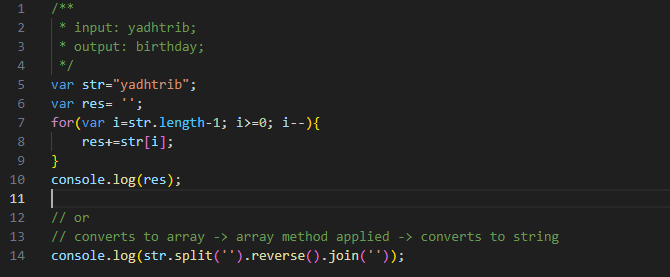 1 /**
2  * input: yadhtrib;
3  * output: birthday;
4  */
5 var str="yadhtrib";
6 var res= '';
7 for(var i=str.length-1; i>=0; i--){
8     res+=str[i];
9 }
10 console.log(res);
11
12 // or
13 // converts to array -> array method applied -> converts to string
14 console.log(str.split('').reverse().join(''));